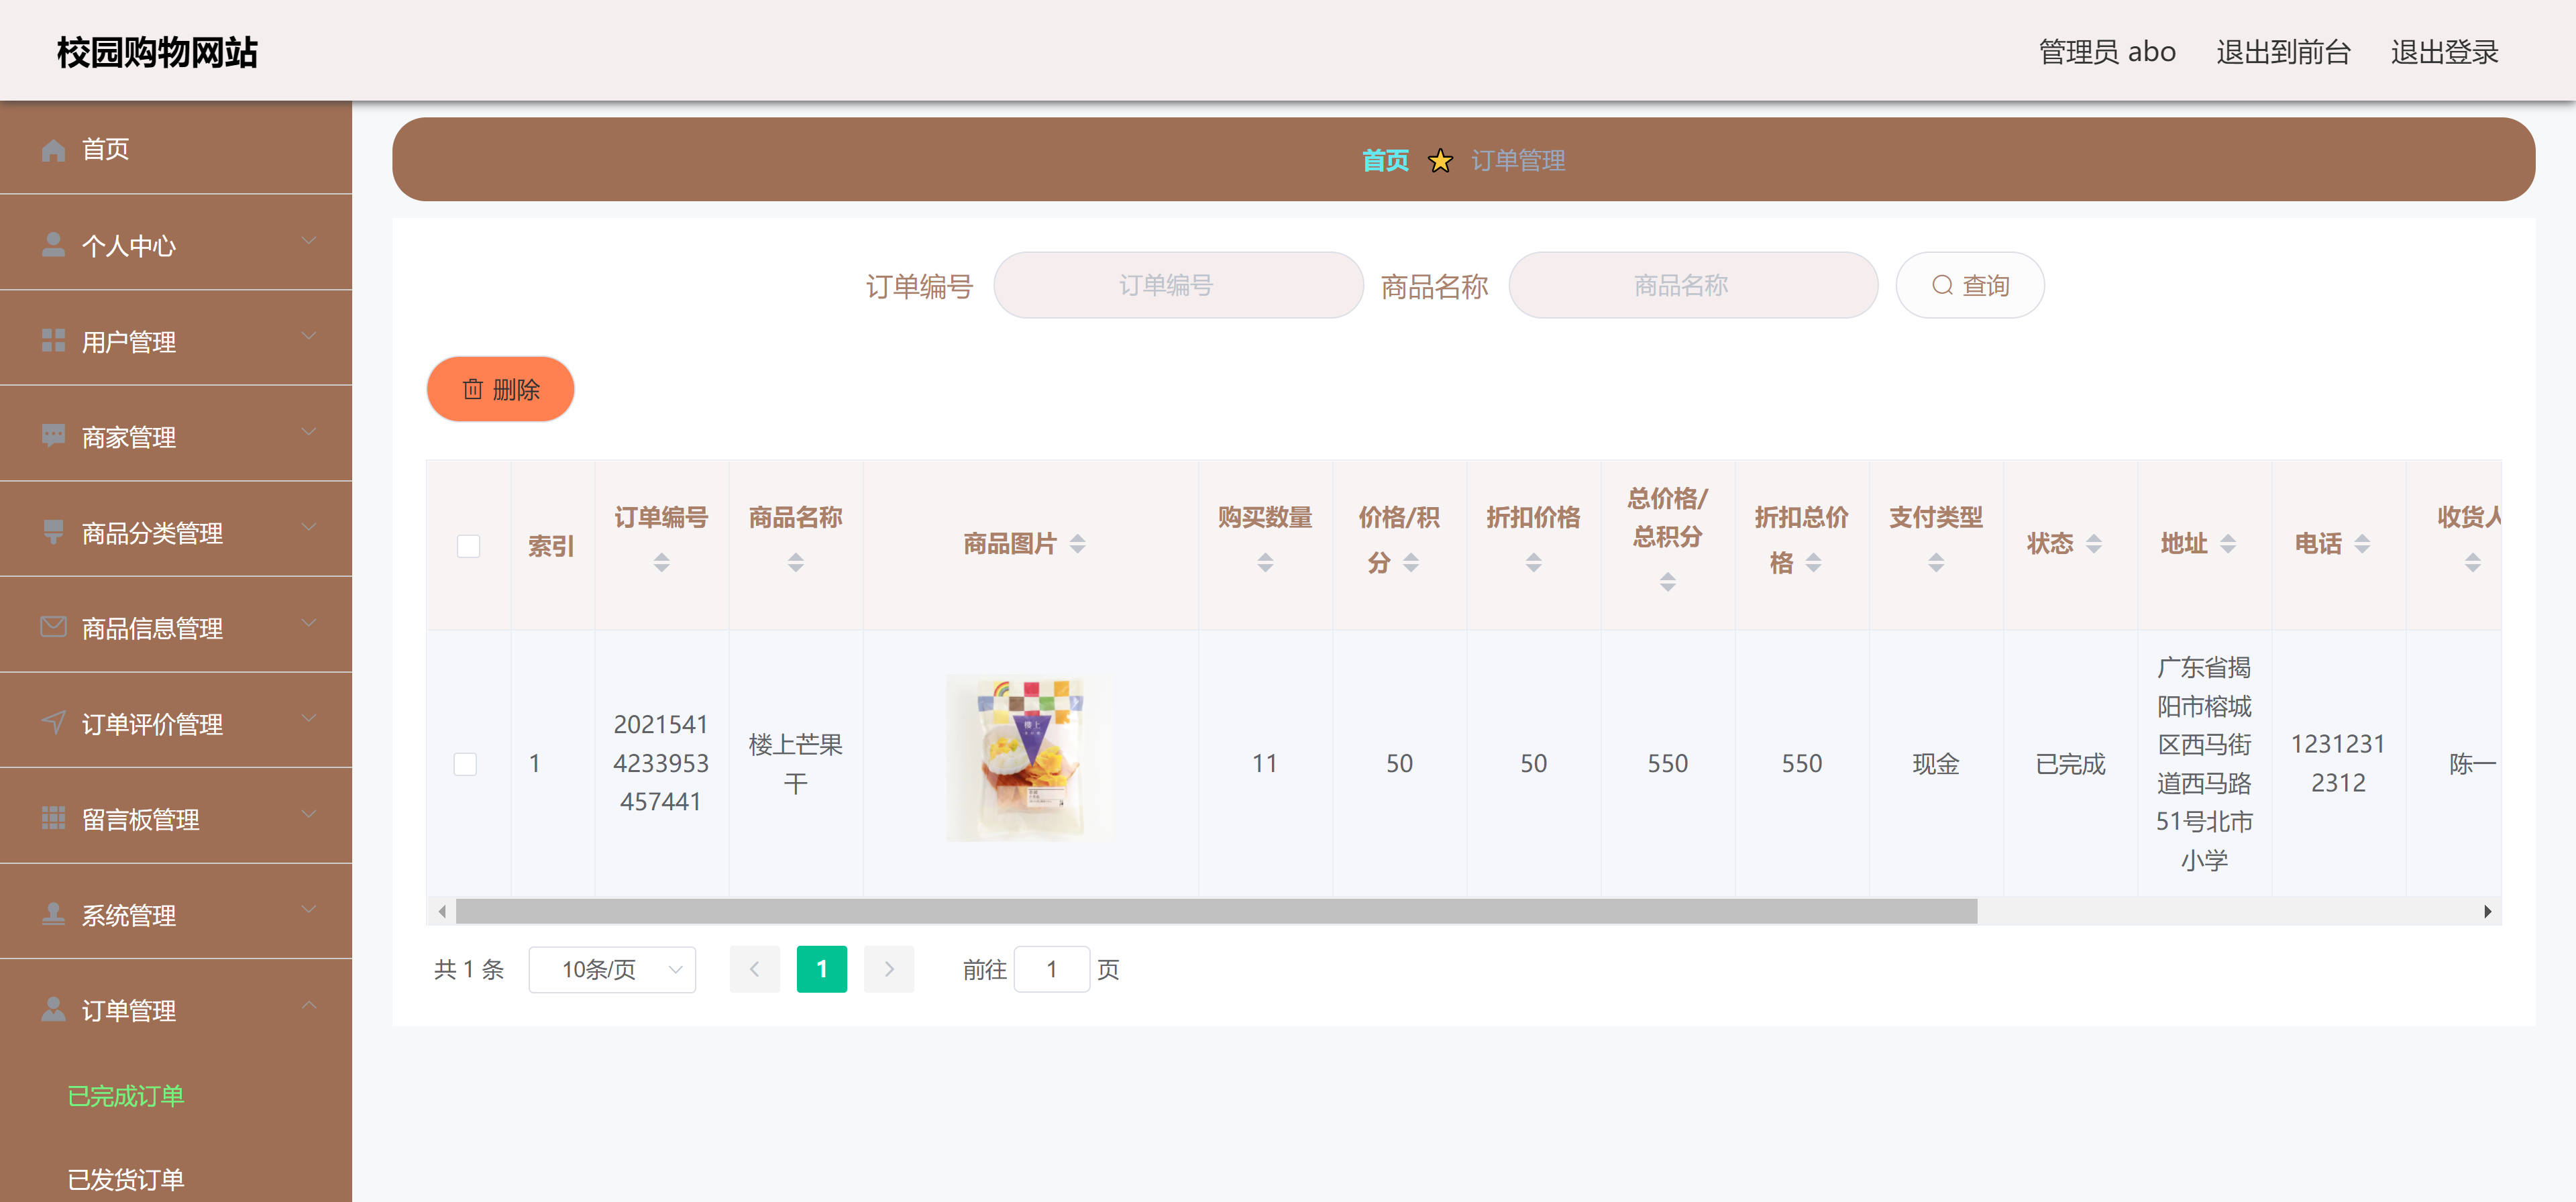 校园购物网站
管理员 abo
退出到前台
退出登录
首页
个人中心
用户管理
商家管理
商品分类管理
商品信息管理
订单评价管理
留言板管理
系统管理
订单管理
已完成订单
已发货订单
首页
订单管理
订单编号
订单编号
商品名称
商品名称
查询
删除
索引
订单编号
商品名称
商品图片
购买数量
价格/积
分
折扣价格
总价格/
总积分
折扣总价
格
支付类型
状态
地址
电话
收货人
1
2021541
4233953
457441
楼上芒果
干
楼上
11
50
50
550
550
现金
已完成
广东省揭
阳市榕城
区西马街
道西马路
51号北市
小学
1231231
2312
陈一
共 1 条
10条/页
1
前往
1
页